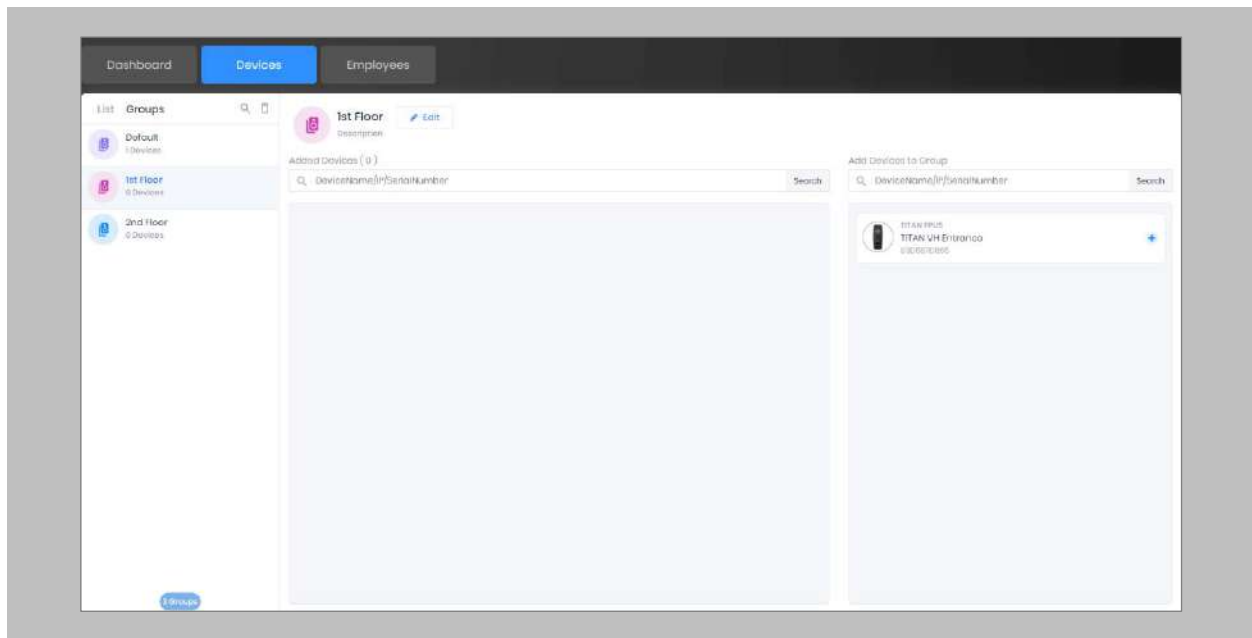 Dashboard Devices Employees
List Groups
Default
1 Devices
1st Floor
0 Devices
2nd Floor
0 Devices
3 Groups
1st Floor Edit
Description
Added Devices ( 0 )
DeviceName/IP/SerialNumber Search
Add Devices to Group
DeviceName/IP/SerialNumber Search
TITAN VH Entrance